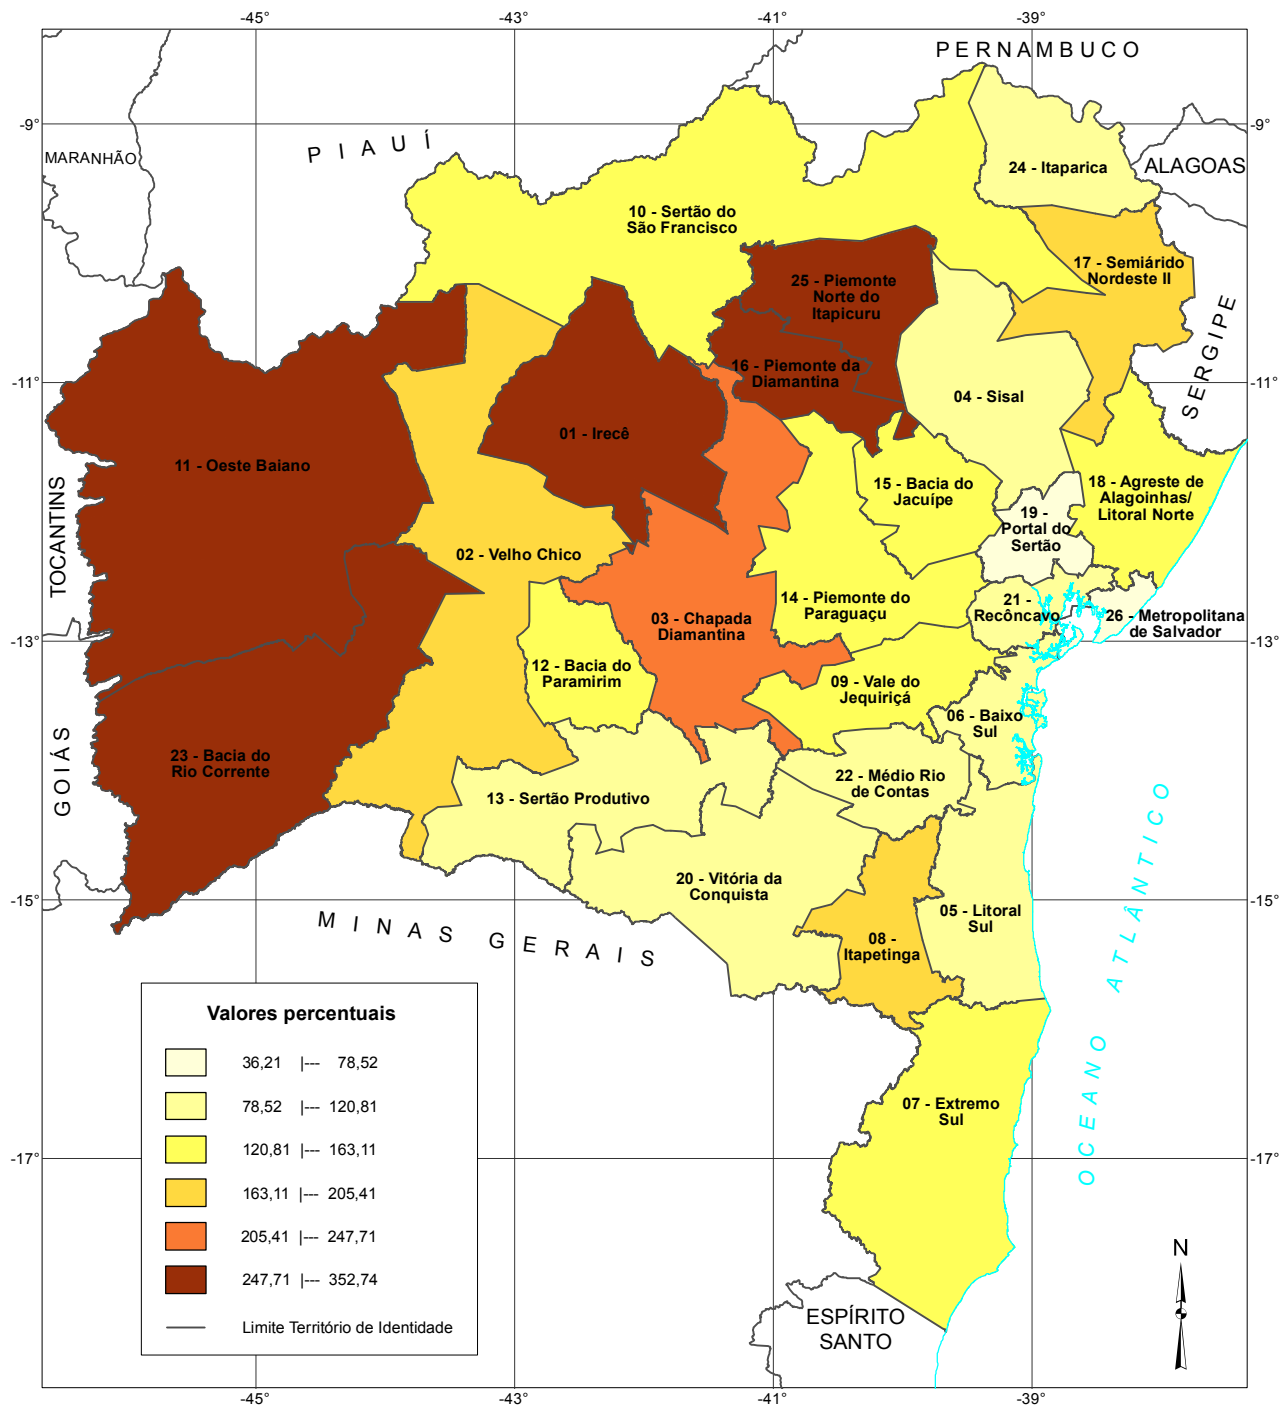 -45°
-43°
-41°
-39°
PERNAMBUCO
-9°
-9°
PIAUÍ
MARANHÃO
ALAGOAS
24 - Itaparica
10 - Sertão do
São Francisco
17 - Semiárido
Nordeste II
25 - Piemonte
Norte do
Itapicuru
SERGIPE
16 - Piemonte da
Diamantina
-11°
-11°
04 - Sisal
01 - Irecê
11 - Oeste Baiano
15 - Bacia do
Jacuípe
18 - Agreste de
Alagoinhas/
Litoral Norte
19 -
Portal do
Sertão
TOCANTINS
02 - Velho Chico
14 - Piemonte do
Paraguaçu
21 -
Recôncavo
26 - Metropolitana
de Salvador
03 - Chapada
Diamantina
-13°
-13°
12 - Bacia do
Paramirim
09 - Vale do
Jequiriçá
06 - Baixo
Sul
GOIÁS
23 - Bacia do
Rio Corrente
22 - Médio Rio
de Contas
13 - Sertão Produtivo
20 - Vitória da
Conquista
-15°
-15°
05 - Litoral
Sul
08 -
Itapetinga
MINAS GERAIS
OCEANO ATLÂNTICO
07 - Extremo
Sul
-17°
-17°
Valores percentuais
36,21 |--- 78,52
78,52 |--- 120,81
120,81 |--- 163,11
163,11 |--- 205,41
205,41 |--- 247,71
247,71 |--- 352,74
Limite Território de Identidade
N
ESPÍRITO
SANTO
-45°
-43°
-41°
-39°